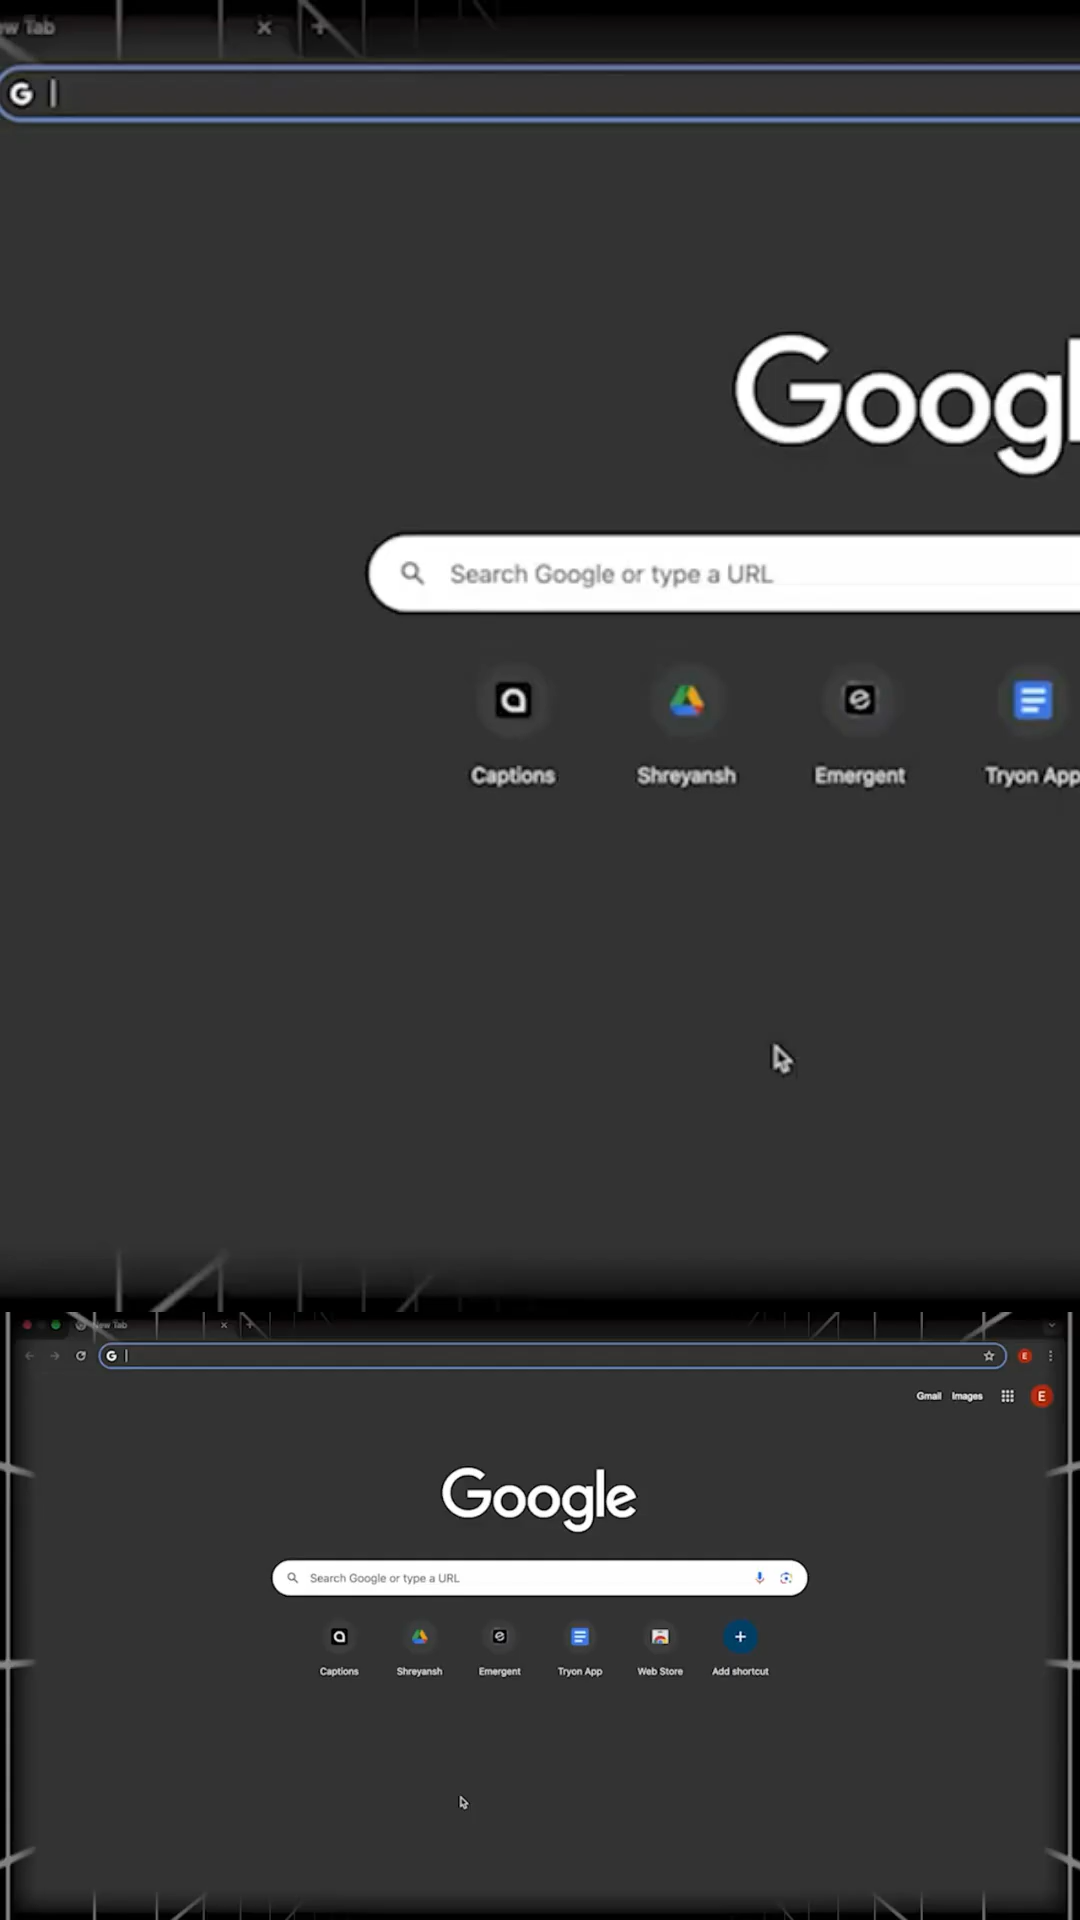 ew Tab
G
Googl
Search Google or type a URL
Captions Shreyansh Emergent Tryon App
New Tab
G E
Gmail Images E
Google
Search Google or type a URL
Captions Shreyansh Emergent Tryon App Web Store Add shortcut